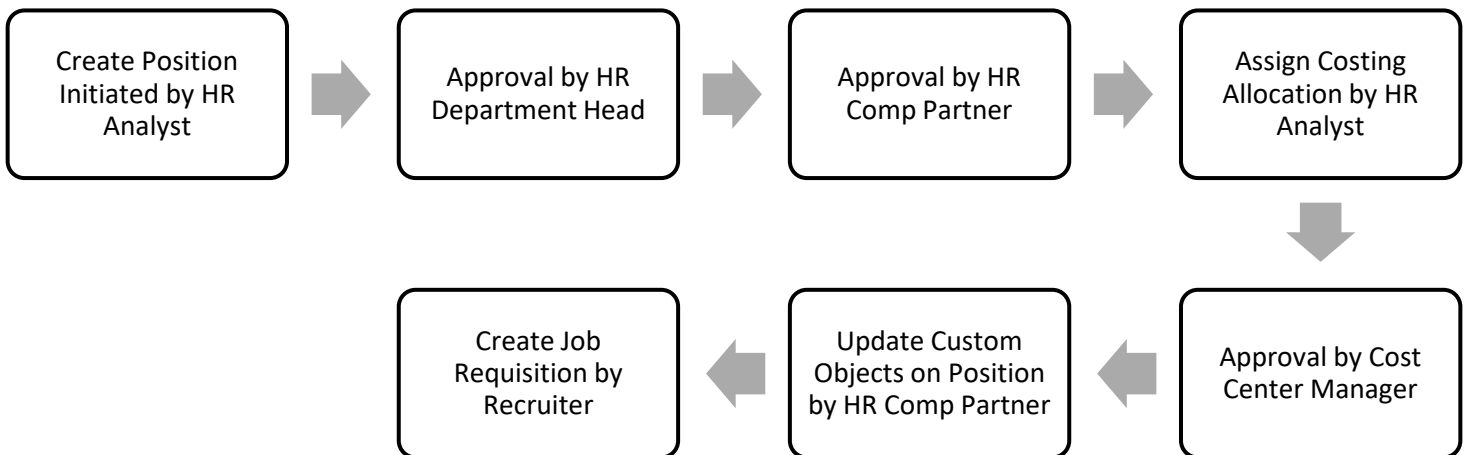 Create Position
Initiated by HR
Analyst
Approval by HR
Department Head
Approval by HR
Comp Partner
Assign Costing
Allocation by HR
Analyst
Approval by Cost
Center Manager
Update Custom
Objects on Position
by HR Comp Partner
Create Job
Requisition by
Recruiter